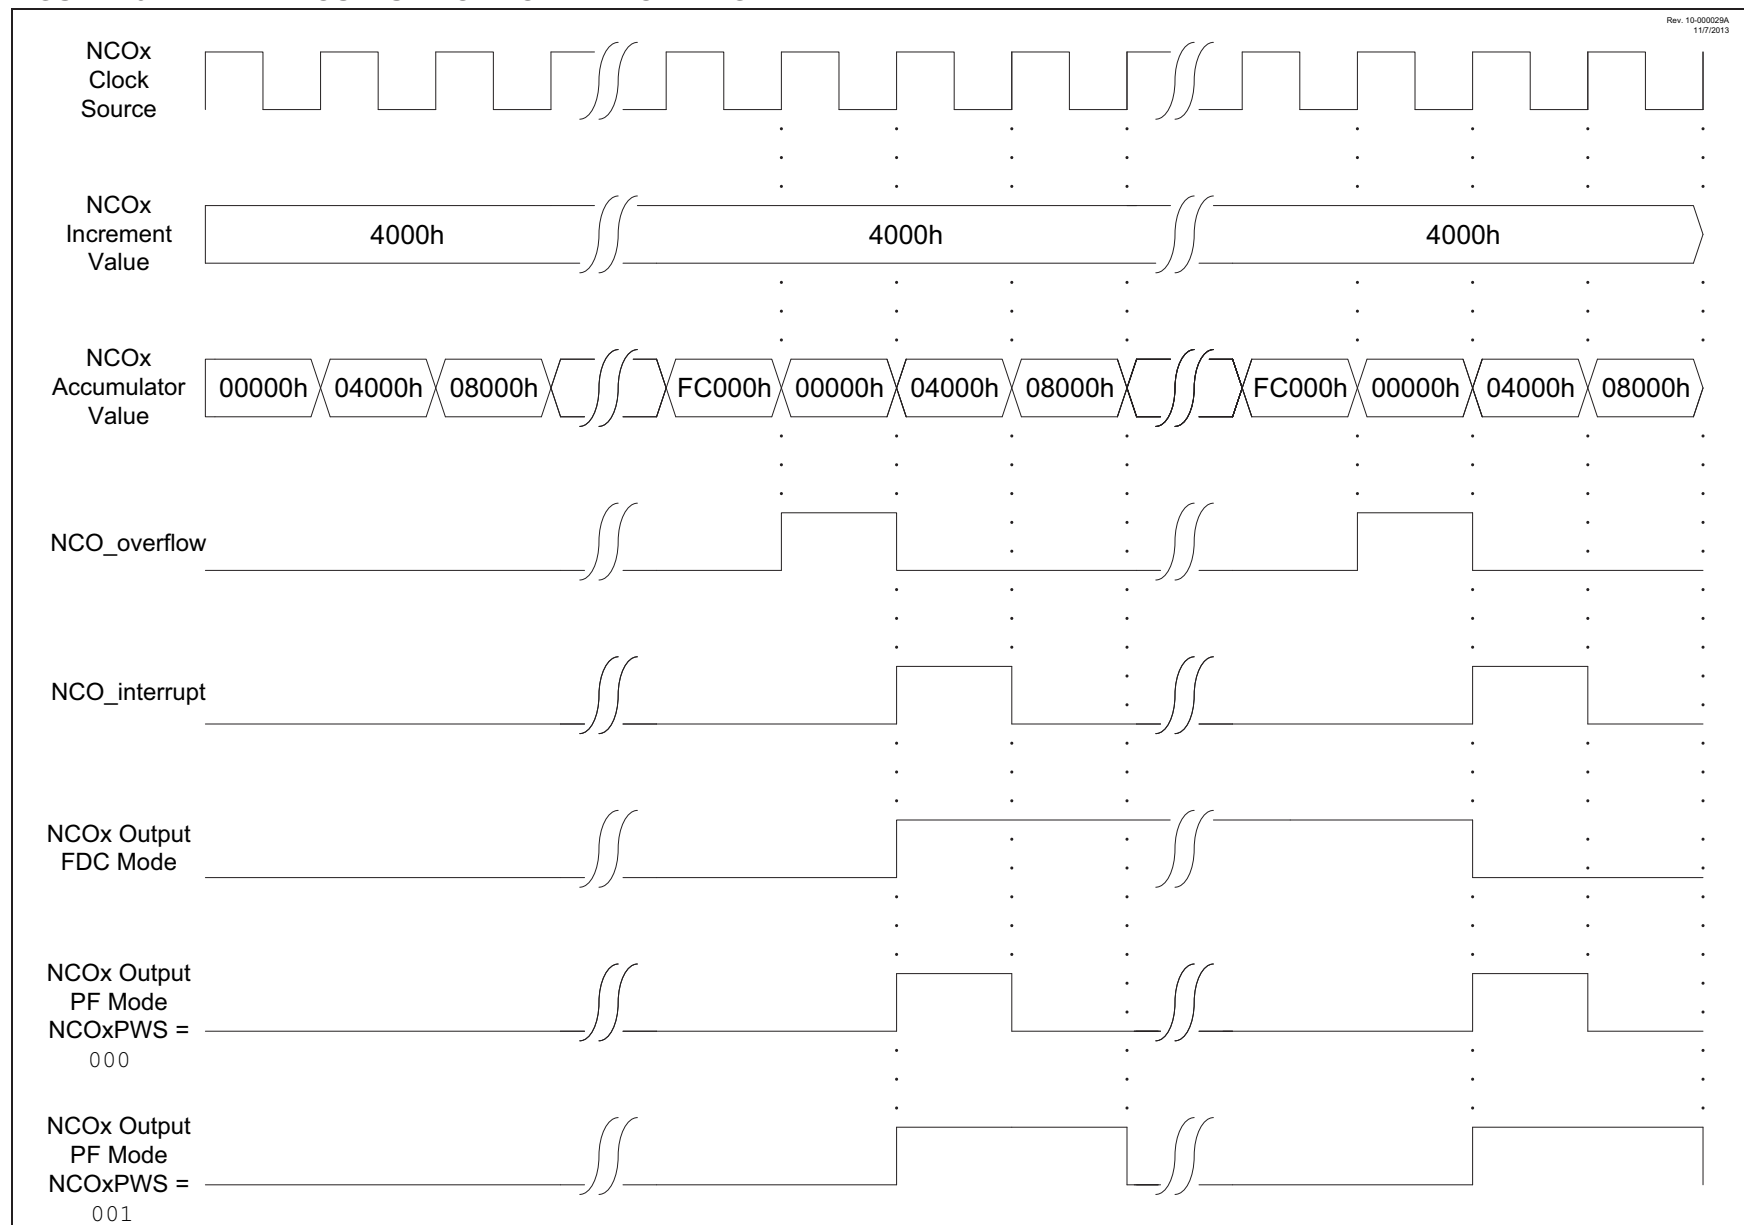 Rev. 10-000029A
11/7/2013
NCOx
Clock
Source
NCOx
Increment
Value
4000h
4000h
4000h
NCOx
Accumulator
Value
00000h
04000h
08000h
FC000h
00000h
04000h
08000h
FC000h
00000h
04000h
08000h
NCO_overflow
NCO_interrupt
NCOx Output
FDC Mode
NCOx Output
PF Mode
NCOxPWS =
000
NCOx Output
PF Mode
NCOxPWS =
001